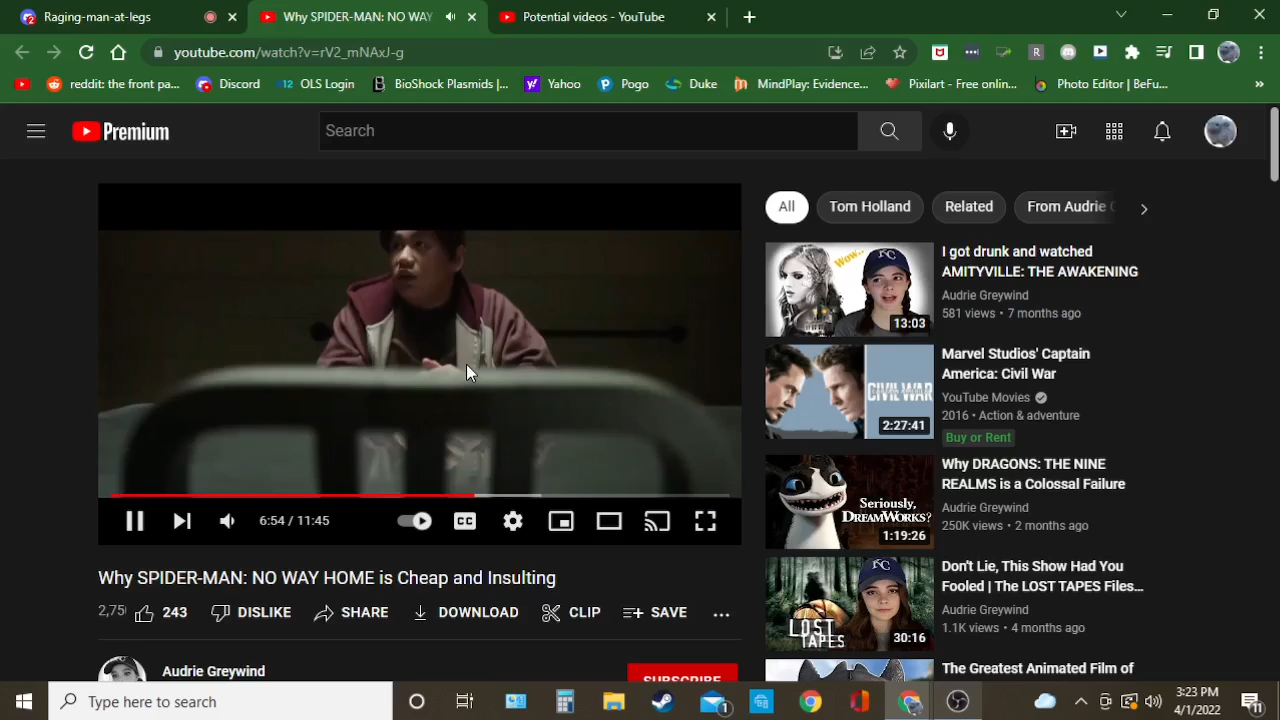 Raging-man-at-legs
Why SPIDER-MAN: NO WAY
Potential videos - YouTube
youtube.com/watch?v=rV2_mNAxJ-g
reddit: the front pa...
Discord
12 OLS Login
BioShock Plasmids |...
Yahoo
Pogo
Duke
MindPlay: Evidence...
Pixilart - Free onlin...
Photo Editor | BeFu...
Premium
Search
All
Tom Holland
Related
From Audrie G
I got drunk and watched
AMITYVILLE: THE AWAKENING
Audrie Greywind
581 views • 7 months ago
Wow..
13:03
Marvel Studios' Captain
America: Civil War
YouTube Movies
2016 • Action & adventure
Buy or Rent
CIVIL WAR
2:27:41
Why DRAGONS: THE NINE
REALMS is a Colossal Failure
Audrie Greywind
250K views • 2 months ago
Seriously,
DREAMWORKS?
1:19:26
Don't Lie, This Show Had You
Fooled | The LOST TAPES Files...
Audrie Greywind
1.1K views • 4 months ago
LOST
TAPES
30:16
The Greatest Animated Film of
6:54 / 11:45
CC
Why SPIDER-MAN: NO WAY HOME is Cheap and Insulting
2,75
243
DISLIKE
SHARE
DOWNLOAD
CLIP
SAVE
Audrie Greywind
SUBSCRIBE
Type here to search
1
3:23 PM
4/1/2022
11